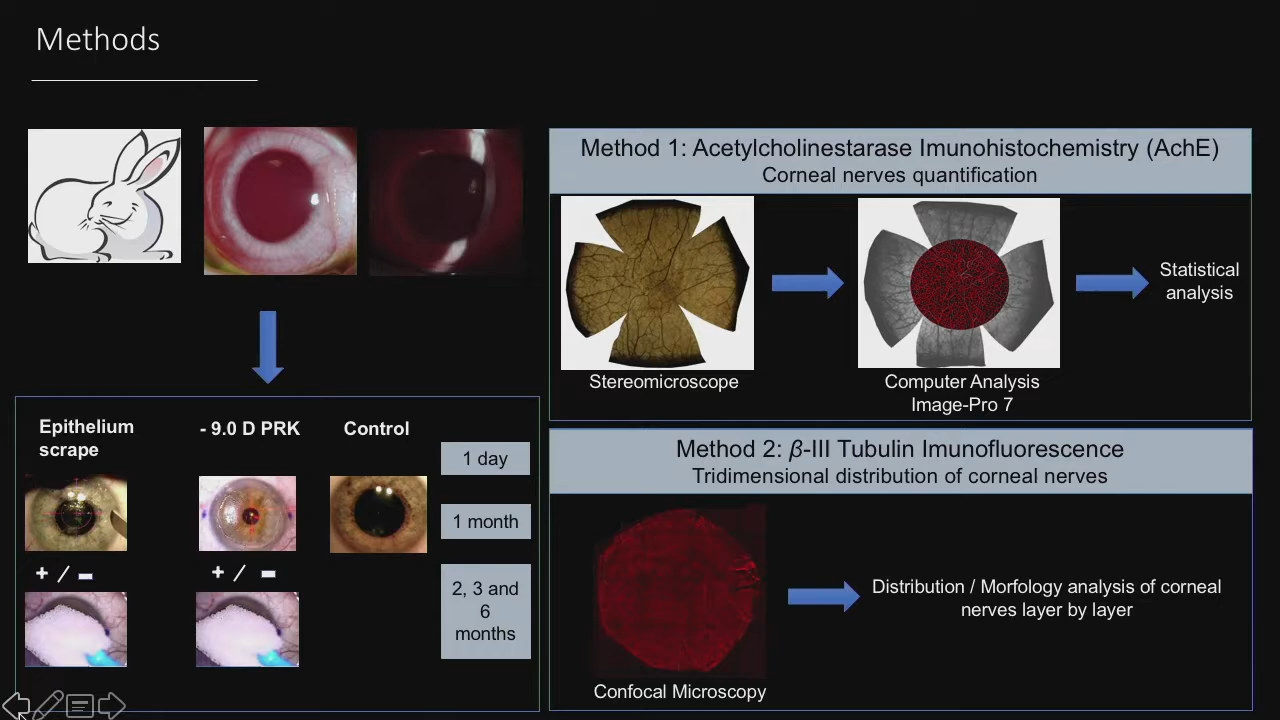 Methods
Epithelium
scrape
- 9.0 D PRK
Control
+ / -
+ / -
1 day
1 month
2, 3 and
6
months
Method 1: Acetylcholinestarase Imunohistochemistry (AchE)
Corneal nerves quantification
Stereomicroscope
Computer Analysis
Image-Pro 7
Statistical
analysis
Method 2: β-III Tubulin Imunofluorescence
Tridimensional distribution of corneal nerves
Confocal Microscopy
Distribution / Morfology analysis of corneal
nerves layer by layer